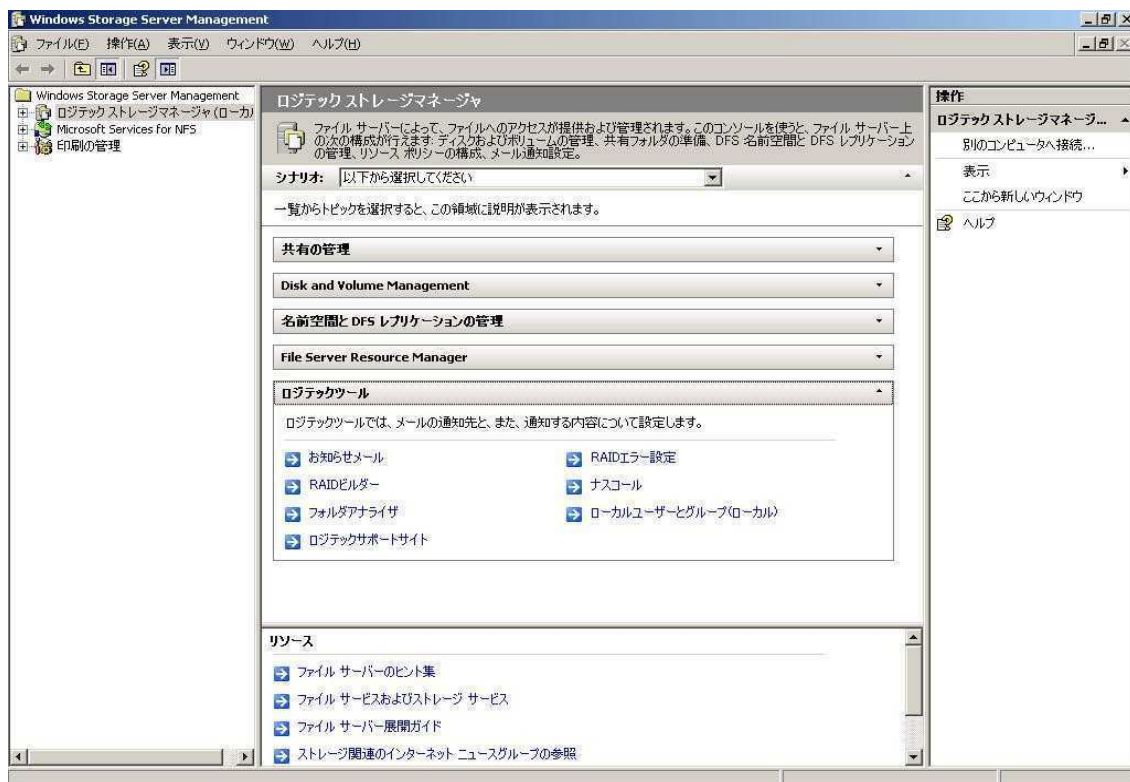 Windows Storage Server Management
ファイル(F) 操作(A) 表示(V) ウィンドウ(W) ヘルプ(H)
Windows Storage Server Management
ロジテック ストレージマネージャ (ローカル
Microsoft Services for NFS
印刷の管理
ロジテック ストレージマネージャ
ファイル サーバーによって、ファイルへのアクセスが提供および管理されます。このコンソールを使うと、ファイル サーバー上
の次の構成が行えます: ディスクおよびボリュームの管理、共有フォルダの準備、DFS 名前空間と DFS レプリケーション
の管理、リソース ポリシーの構成、メール通知設定。
シナリオ: 以下から選択してください
一覧からトピックを選択すると、この領域に説明が表示されます。
共有の管理
Disk and Volume Management
名前空間と DFS レプリケーションの管理
File Server Resource Manager
ロジテックツール
ロジテックツールでは、メールの通知先と、また、通知する内容について設定します。
お知らせメール RAIDエラー設定
RAIDビルダー ナスコール
フォルダアナライザ ローカルユーザーとグループ(ローカル)
ロジテックサポートサイト
リソース
ファイル サーバーのヒント集
ファイル サービスおよびストレージ サービス
ファイル サーバー展開ガイド
ストレージ関連のインターネット ニュースグループの参照
操作
ロジテック ストレージマネージ...
別のコンピュータへ接続...
表示
ここから新しいウィンドウ
ヘルプ